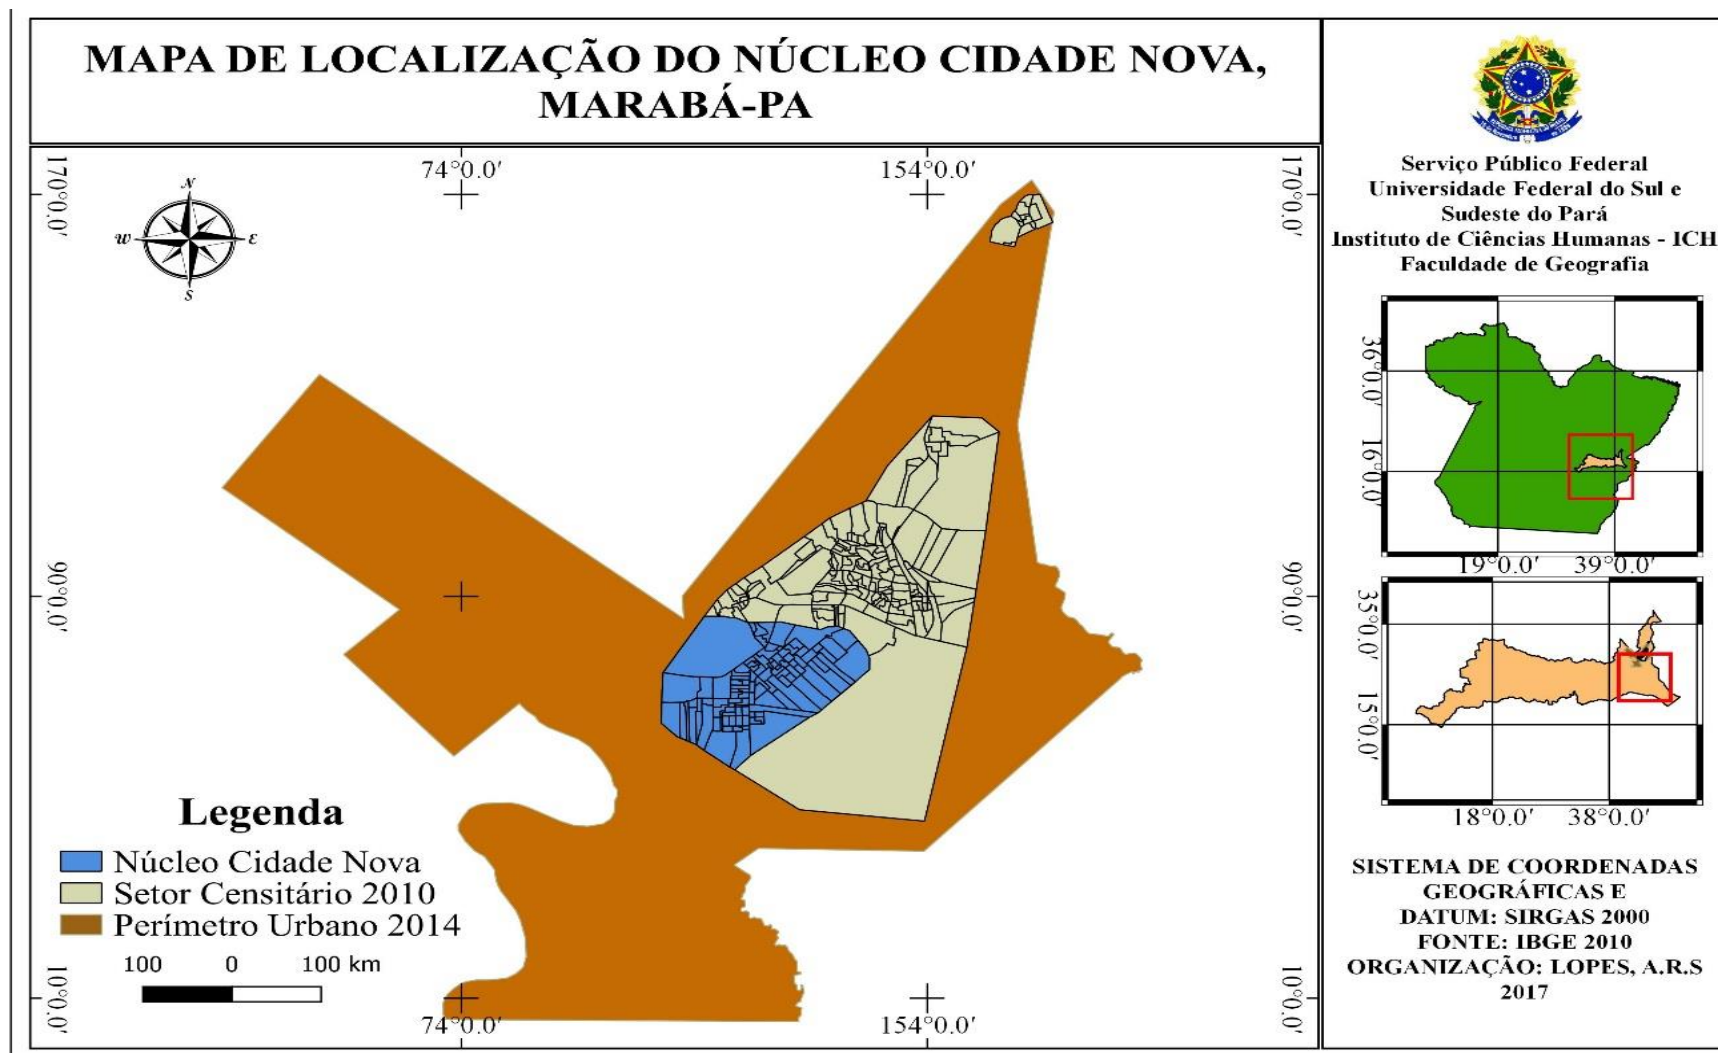 MAPA DE LOCALIZAÇÃO DO NÚCLEO CIDADE NOVA,
MARABÁ-PA
74°0.0'
154°0.0'
170°0.0'
170°0.0'
N
W
E
S
90°0.0'
90°0.0'
Legenda
Núcleo Cidade Nova
Setor Censitário 2010
Perímetro Urbano 2014
100 0 100 km
10°0.0'
10°0.0'
74°0.0'
154°0.0'
Serviço Público Federal
Universidade Federal do Sul e
Sudeste do Pará
Instituto de Ciências Humanas - ICH
Faculdade de Geografia
36°0.0'
16°0.0'
19°0.0'
39°0.0'
35°0.0'
15°0.0'
18°0.0'
38°0.0'
SISTEMA DE COORDENADAS
GEOGRÁFICAS E
DATUM: SIRGAS 2000
FONTE: IBGE 2010
ORGANIZAÇÃO: LOPES, A.R.S
2017